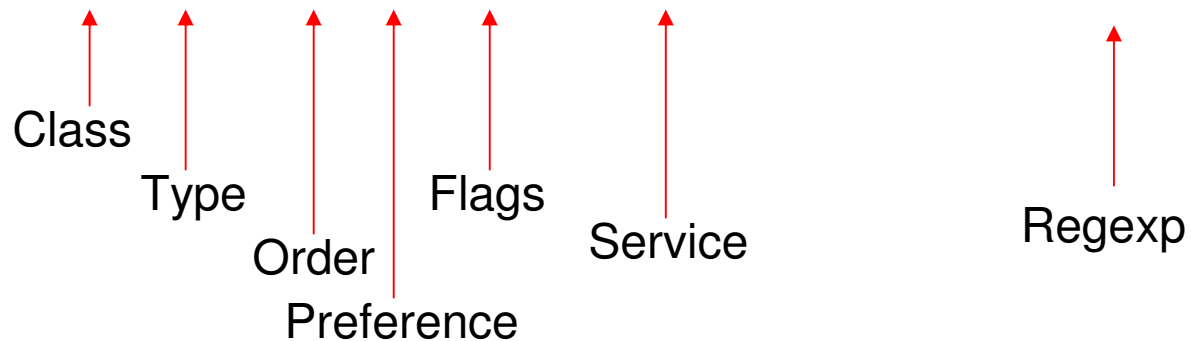 Class
Type
Flags
Order
Service
Regexp
Preference